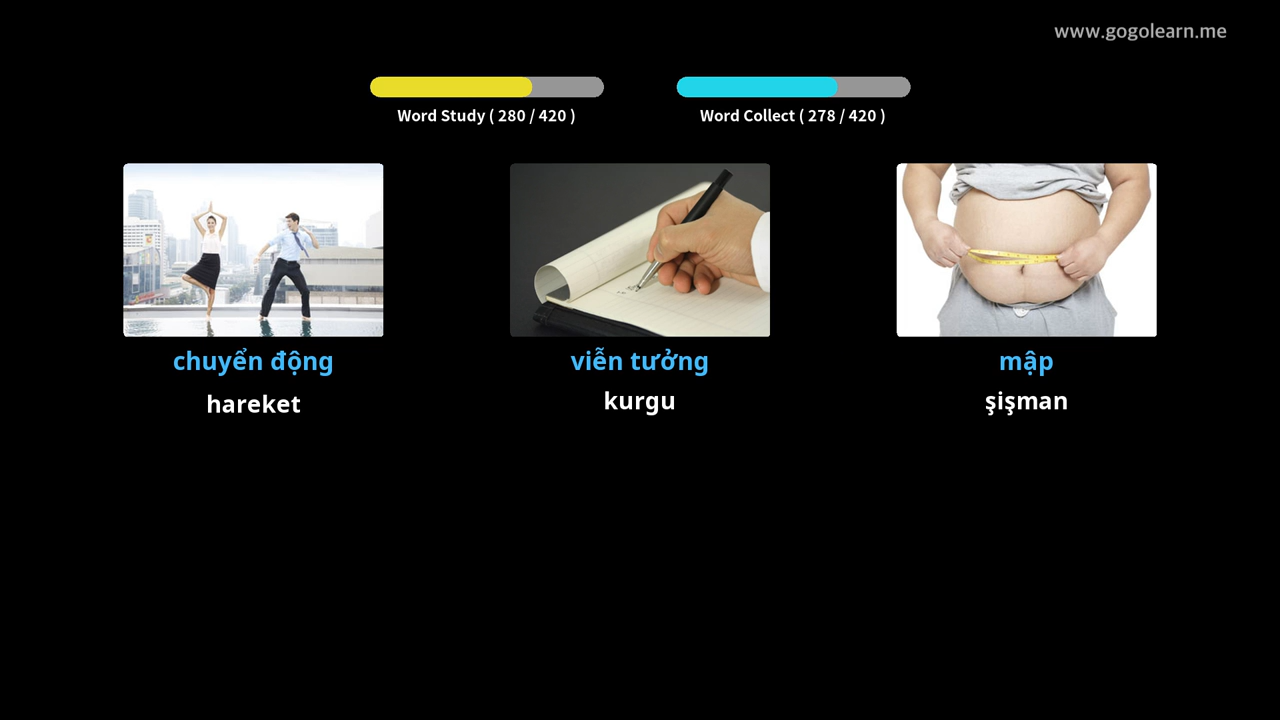 www.gogolearn.me
Word Study ( 280 / 420 )
Word Collect ( 278 / 420 )
chuyển động
viễn tưởng
mập
hareket
kurgu
şişman